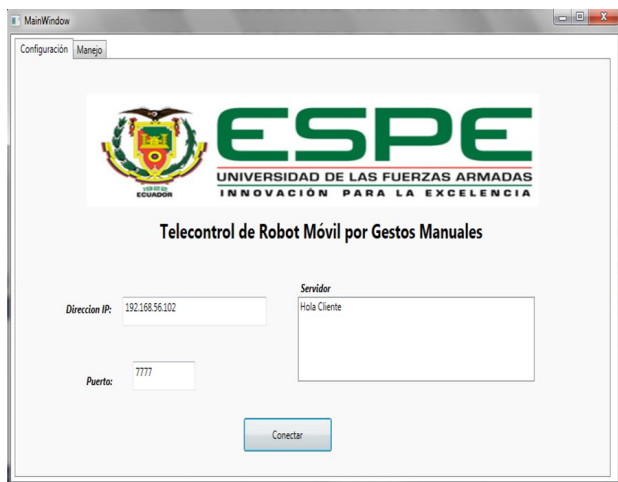 MainWindow
Configuración Manejo
ESPE
UNIVERSIDAD DE LAS FUERZAS ARMADAS
INNOVACIÓN PARA LA EXCELENCIA
ECUADOR
Telecontrol de Robot Móvil por Gestos Manuales
Servidor
Direccion IP: 192.168.56.102
Hola Cliente
Puerto: 7777
Conectar